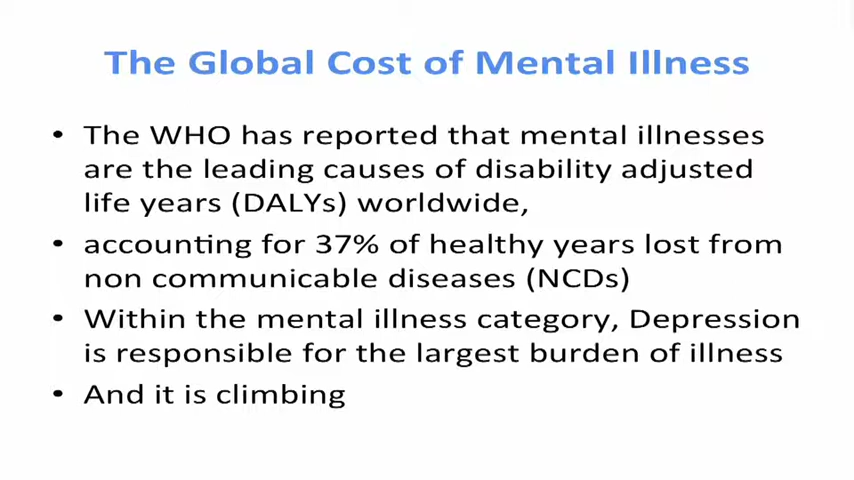 The Global Cost of Mental Illness
• The WHO has reported that mental illnesses
are the leading causes of disability adjusted
life years (DALYs) worldwide,
• accounting for 37% of healthy years lost from
non communicable diseases (NCDs)
• Within the mental illness category, Depression
is responsible for the largest burden of illness
• And it is climbing